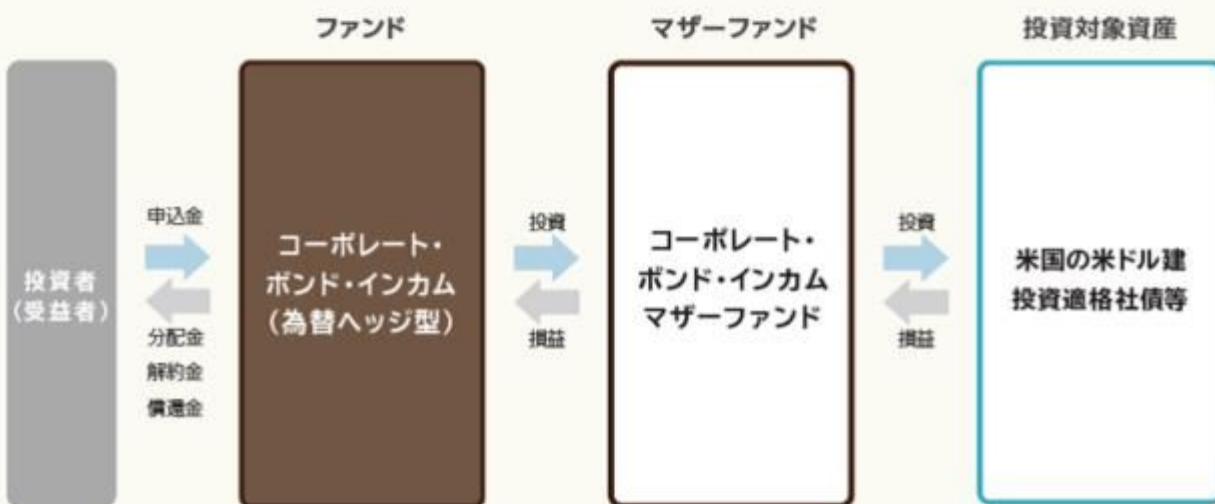 ファンド
マザーファンド
投資対象資産
投資者
(受益者)
申込金
分配金
解約金
償還金
コーポレート・
ボンド・インカム
(為替ヘッジ型)
投資
損益
コーポレート・
ボンド・インカム
マザーファンド
投資
損益
米国の米ドル建
投資適格社債等